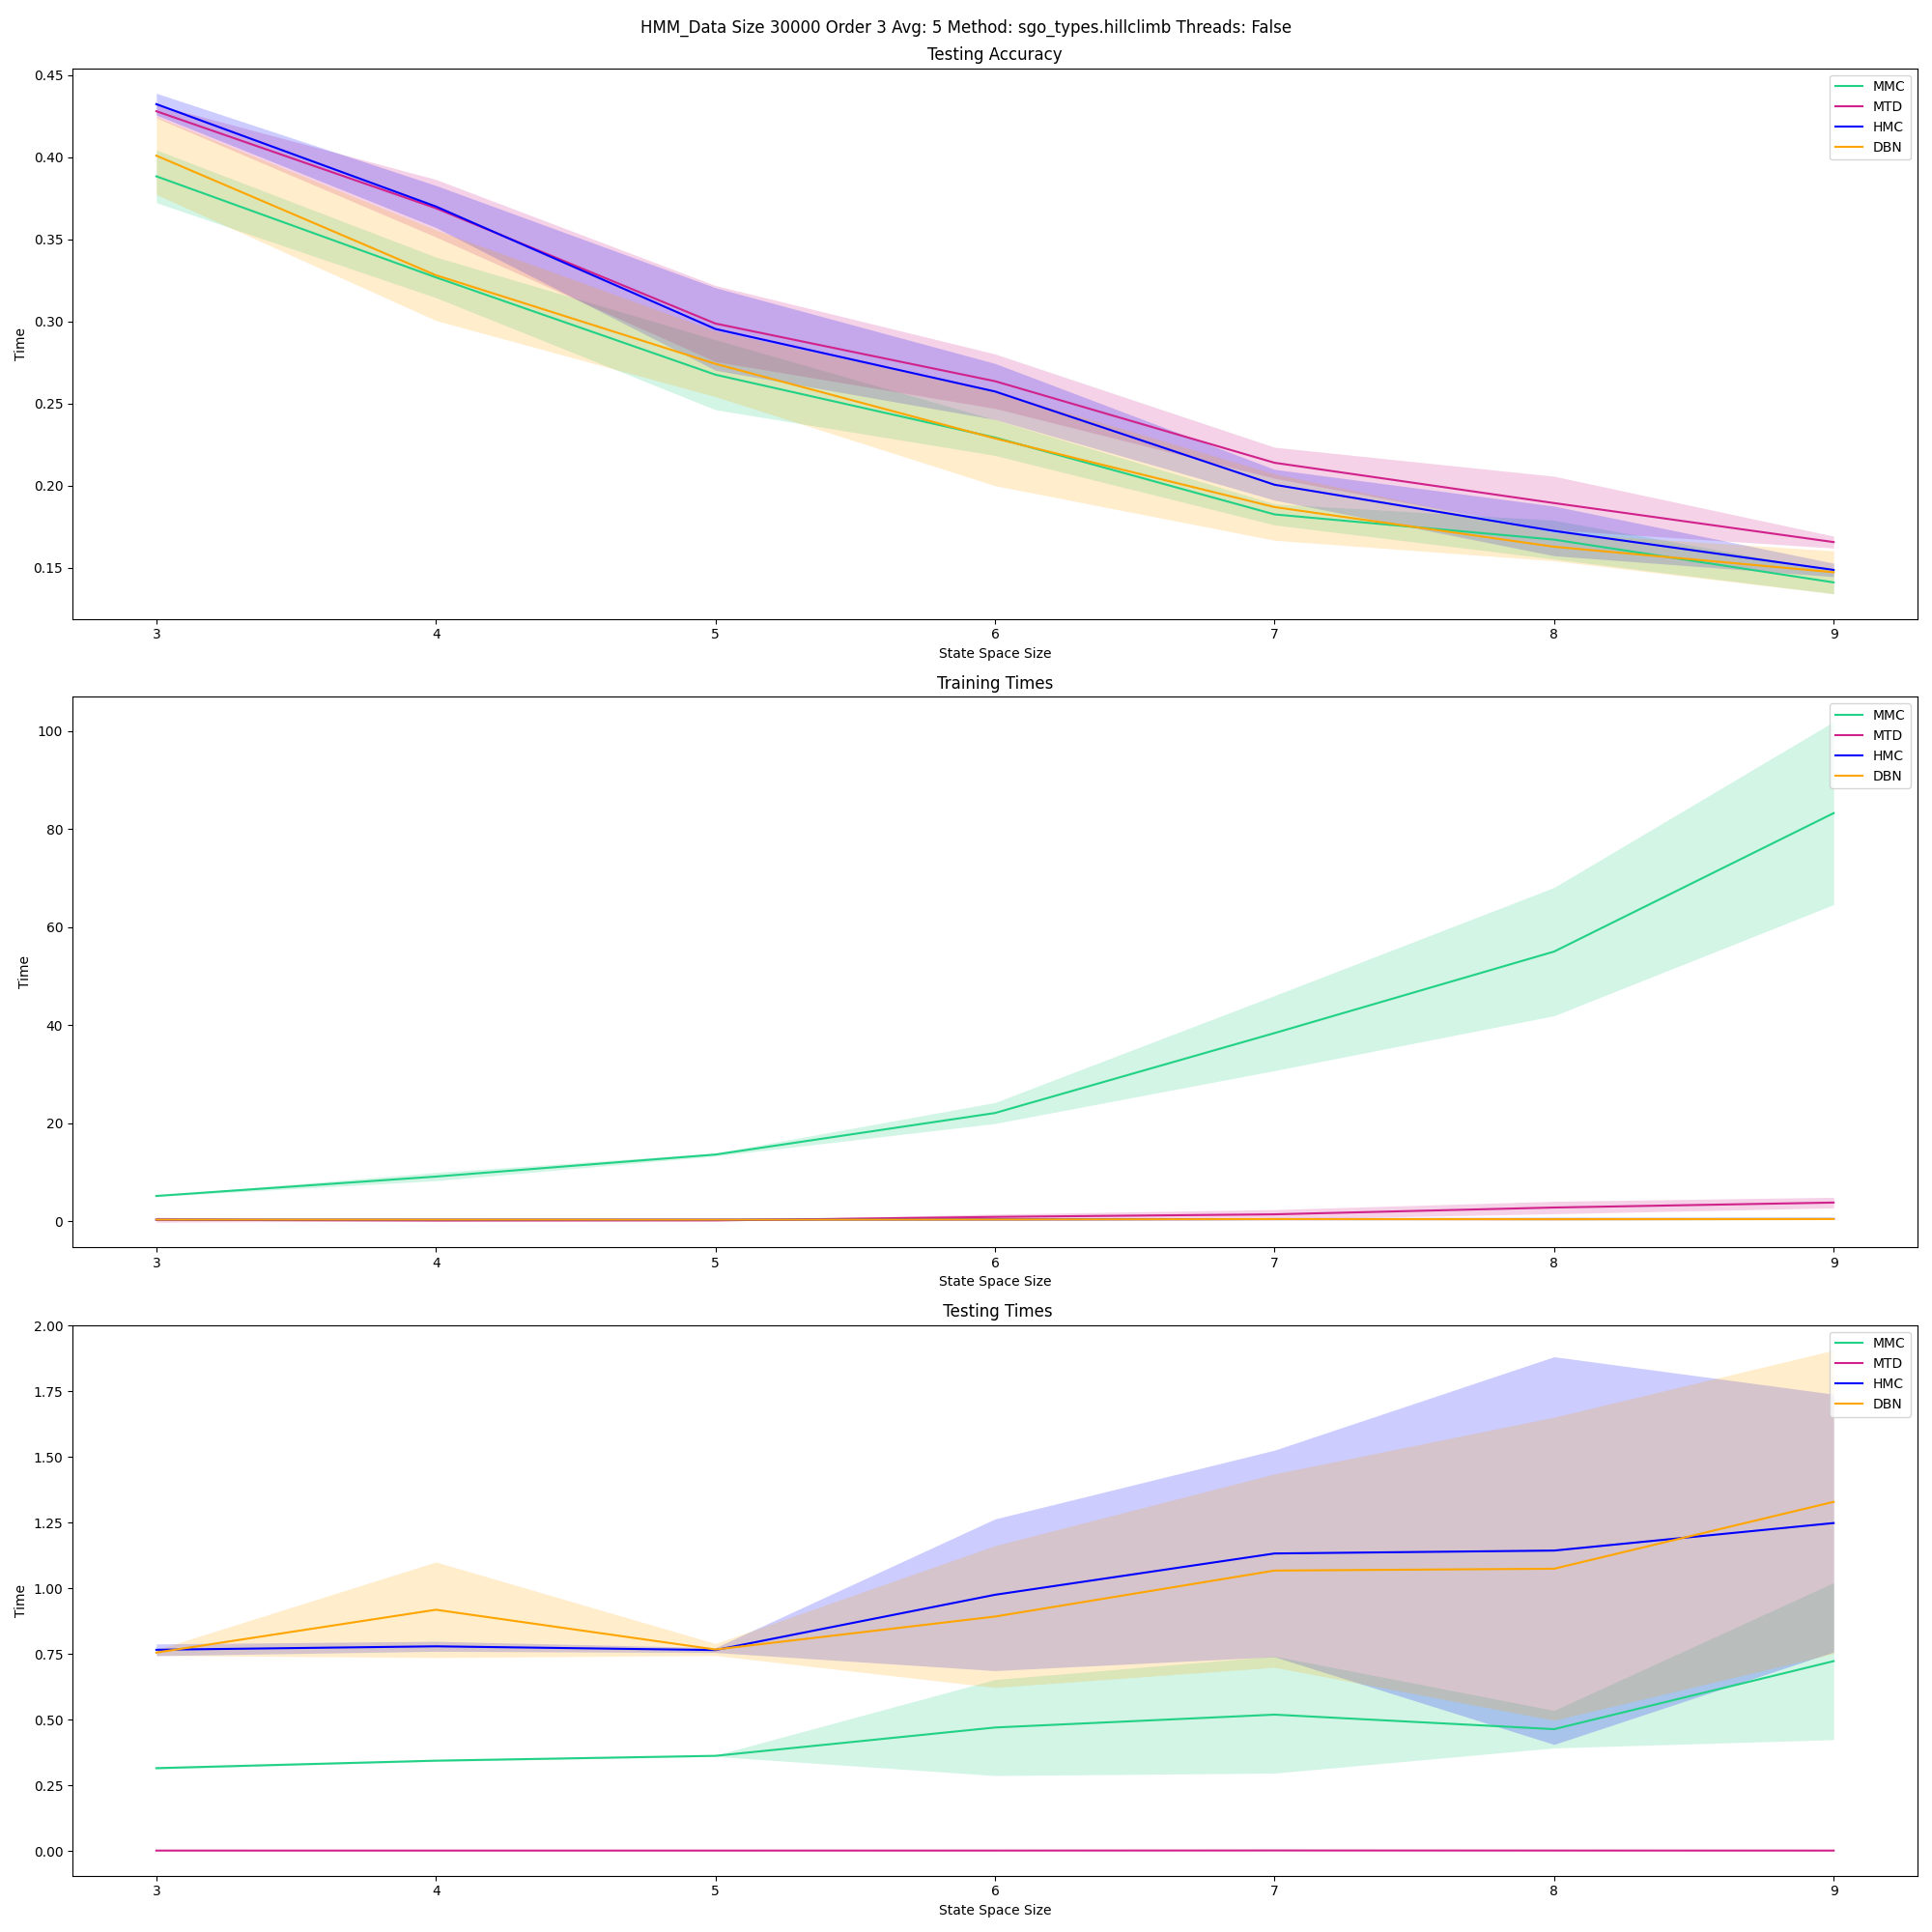 HMM_Data Size 30000 Order 3 Avg: 5 Method: sgo_types.hillclimb Threads: False
Testing Accuracy
0.45
0.40
0.35
0.30
0.25
0.20
0.15
Time
MMC
MTD
HMC
DBN
3 4 5 6 7 8 9
State Space Size
Training Times
100
80
60
40
20
0
Time
MMC
MTD
HMC
DBN
3 4 5 6 7 8 9
State Space Size
Testing Times
2.00
1.75
1.50
1.25
1.00
0.75
0.50
0.25
0.00
Time
MMC
MTD
HMC
DBN
3 4 5 6 7 8 9
State Space Size